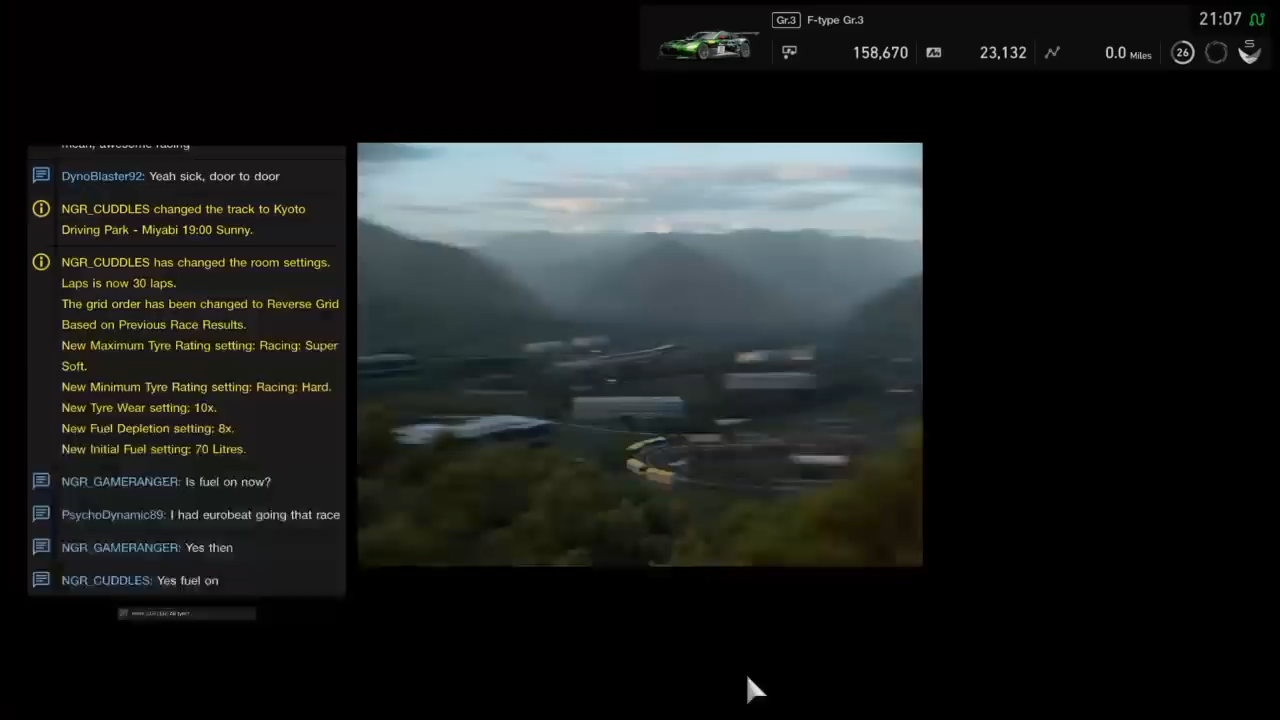 Gr.3 F-type Gr.3
21:07
158,670
23,132
0.0 Miles
26
S
mean, awesome racing
DynoBlaster92: Yeah sick, door to door
NGR_CUDDLES changed the track to Kyoto
Driving Park - Miyabi 19:00 Sunny.
NGR_CUDDLES has changed the room settings.
Laps is now 30 laps.
The grid order has been changed to Reverse Grid
Based on Previous Race Results.
New Maximum Tyre Rating setting: Racing: Super
Soft.
New Minimum Tyre Rating setting: Racing: Hard.
New Tyre Wear setting: 10x.
New Fuel Depletion setting: 8x.
New Initial Fuel setting: 70 Litres.
NGR_GAMERANGER: Is fuel on now?
PsychoDynamic89: I had eurobeat going that race
NGR_GAMERANGER: Yes then
NGR_CUDDLES: Yes fuel on